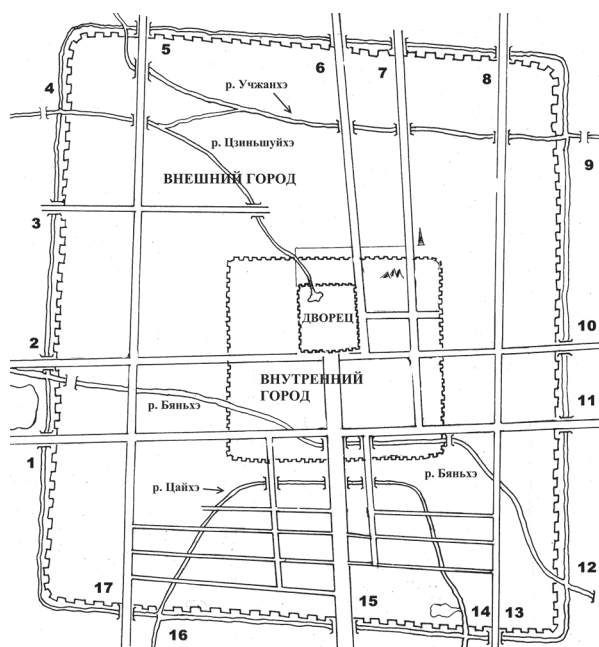 5
6
7
8
4
р. Учжанхэ
р. Цзиньшуйхэ
9
ВНЕШНИЙ ГОРОД
3
ДВОРЕЦ
2
10
ВНУТРЕННИЙ
ГОРОД
р. Бяньхэ
11
1
р. Бяньхэ
р. Цайхэ
12
17
15
14
13
16